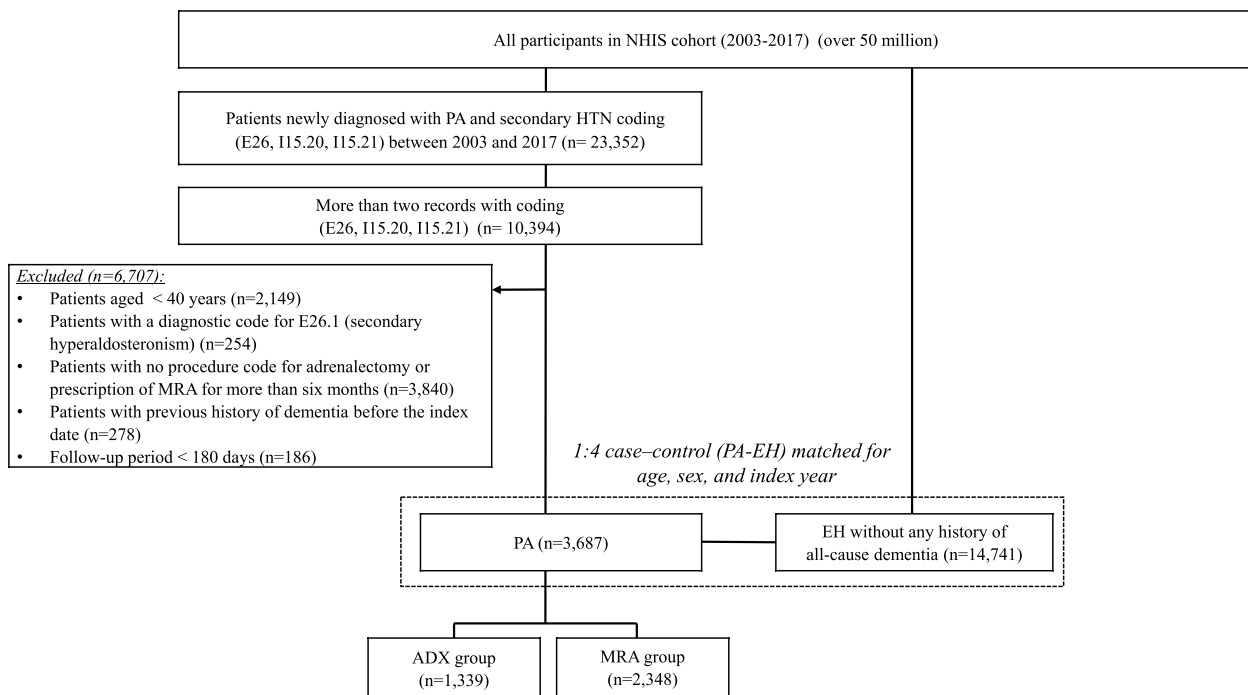 All participants in NHIS cohort (2003-2017)  (over 50 million)
Patients newly diagnosed with PA and secondary HTN coding
(E26, I15.20, I15.21) between 2003 and 2017 (n= 23,352)
More than two records with coding
(E26, I15.20, I15.21)  (n= 10,394)
Excluded (n=6,707):
• Patients aged  < 40 years (n=2,149)
• Patients with a diagnostic code for E26.1 (secondary
hyperaldosteronism) (n=254)
• Patients with no procedure code for adrenalectomy or
prescription of MRA for more than six months (n=3,840)
• Patients with previous history of dementia before the index
date (n=278)
• Follow-up period < 180 days (n=186)
1:4 case–control (PA-EH) matched for
age, sex, and index year
PA (n=3,687)
EH without any history of
all-cause dementia (n=14,741)
ADX group
(n=1,339)
MRA group
(n=2,348)